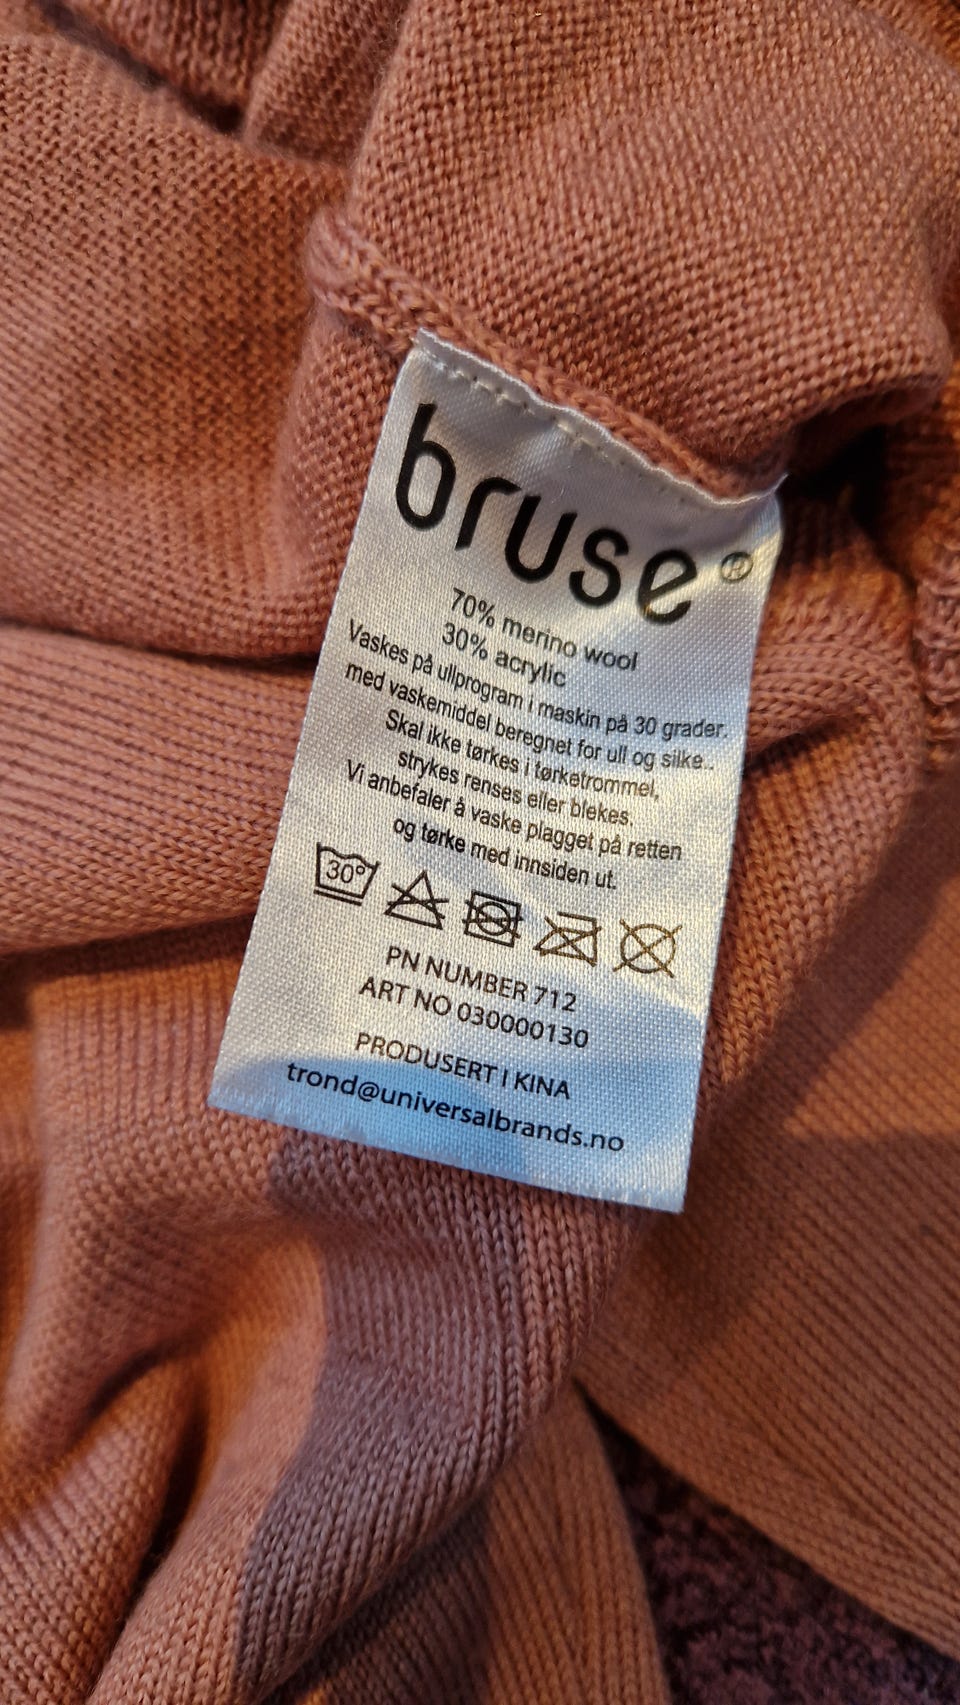 bruse®
70% merino wool
30% acrylic
Vaskes på ullprogram i maskin på 30 grader.
med vaskemiddel beregnet for ull og silke..
Skal ikke tørkes i tørketrommel,
strykes renses eller blekes.
Vi anbefaler å vaske plagget på retten
og tørke med innsiden ut.
30°
PN NUMBER 712
ART NO 030000130
PRODUSERT I KINA
trond@universalbrands.no